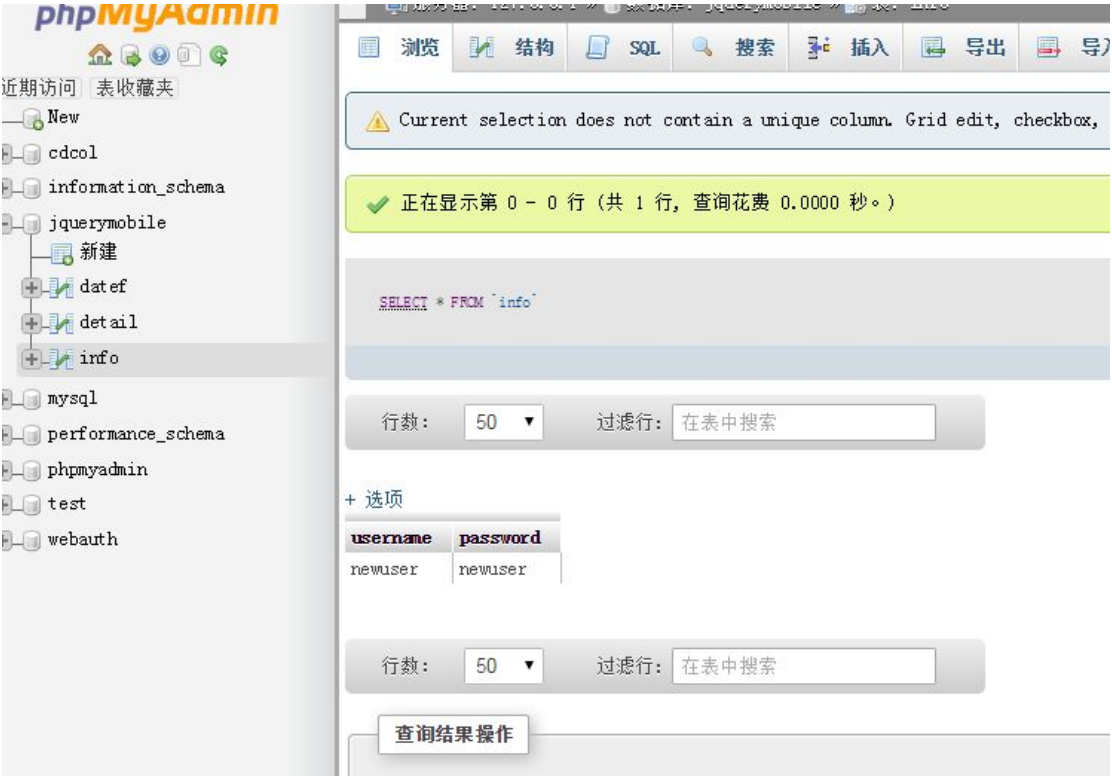 phpMyAdmin
近期访问 表收藏夹
New
cdcol
information_schema
jquerymobile
新建
datef
detail
info
mysql
performance_schema
phpmyadmin
test
webauth
浏览 结构 SQL 搜索 插入 导出 导入
Current selection does not contain a unique column. Grid edit, checkbox,
正在显示第 0 - 0 行 (共 1 行, 查询花费 0.0000 秒。)
SELECT * FROM `info`
行数: 50 过滤行: 在表中搜索
+ 选项
username password
newuser newuser
行数: 50 过滤行: 在表中搜索
查询结果操作